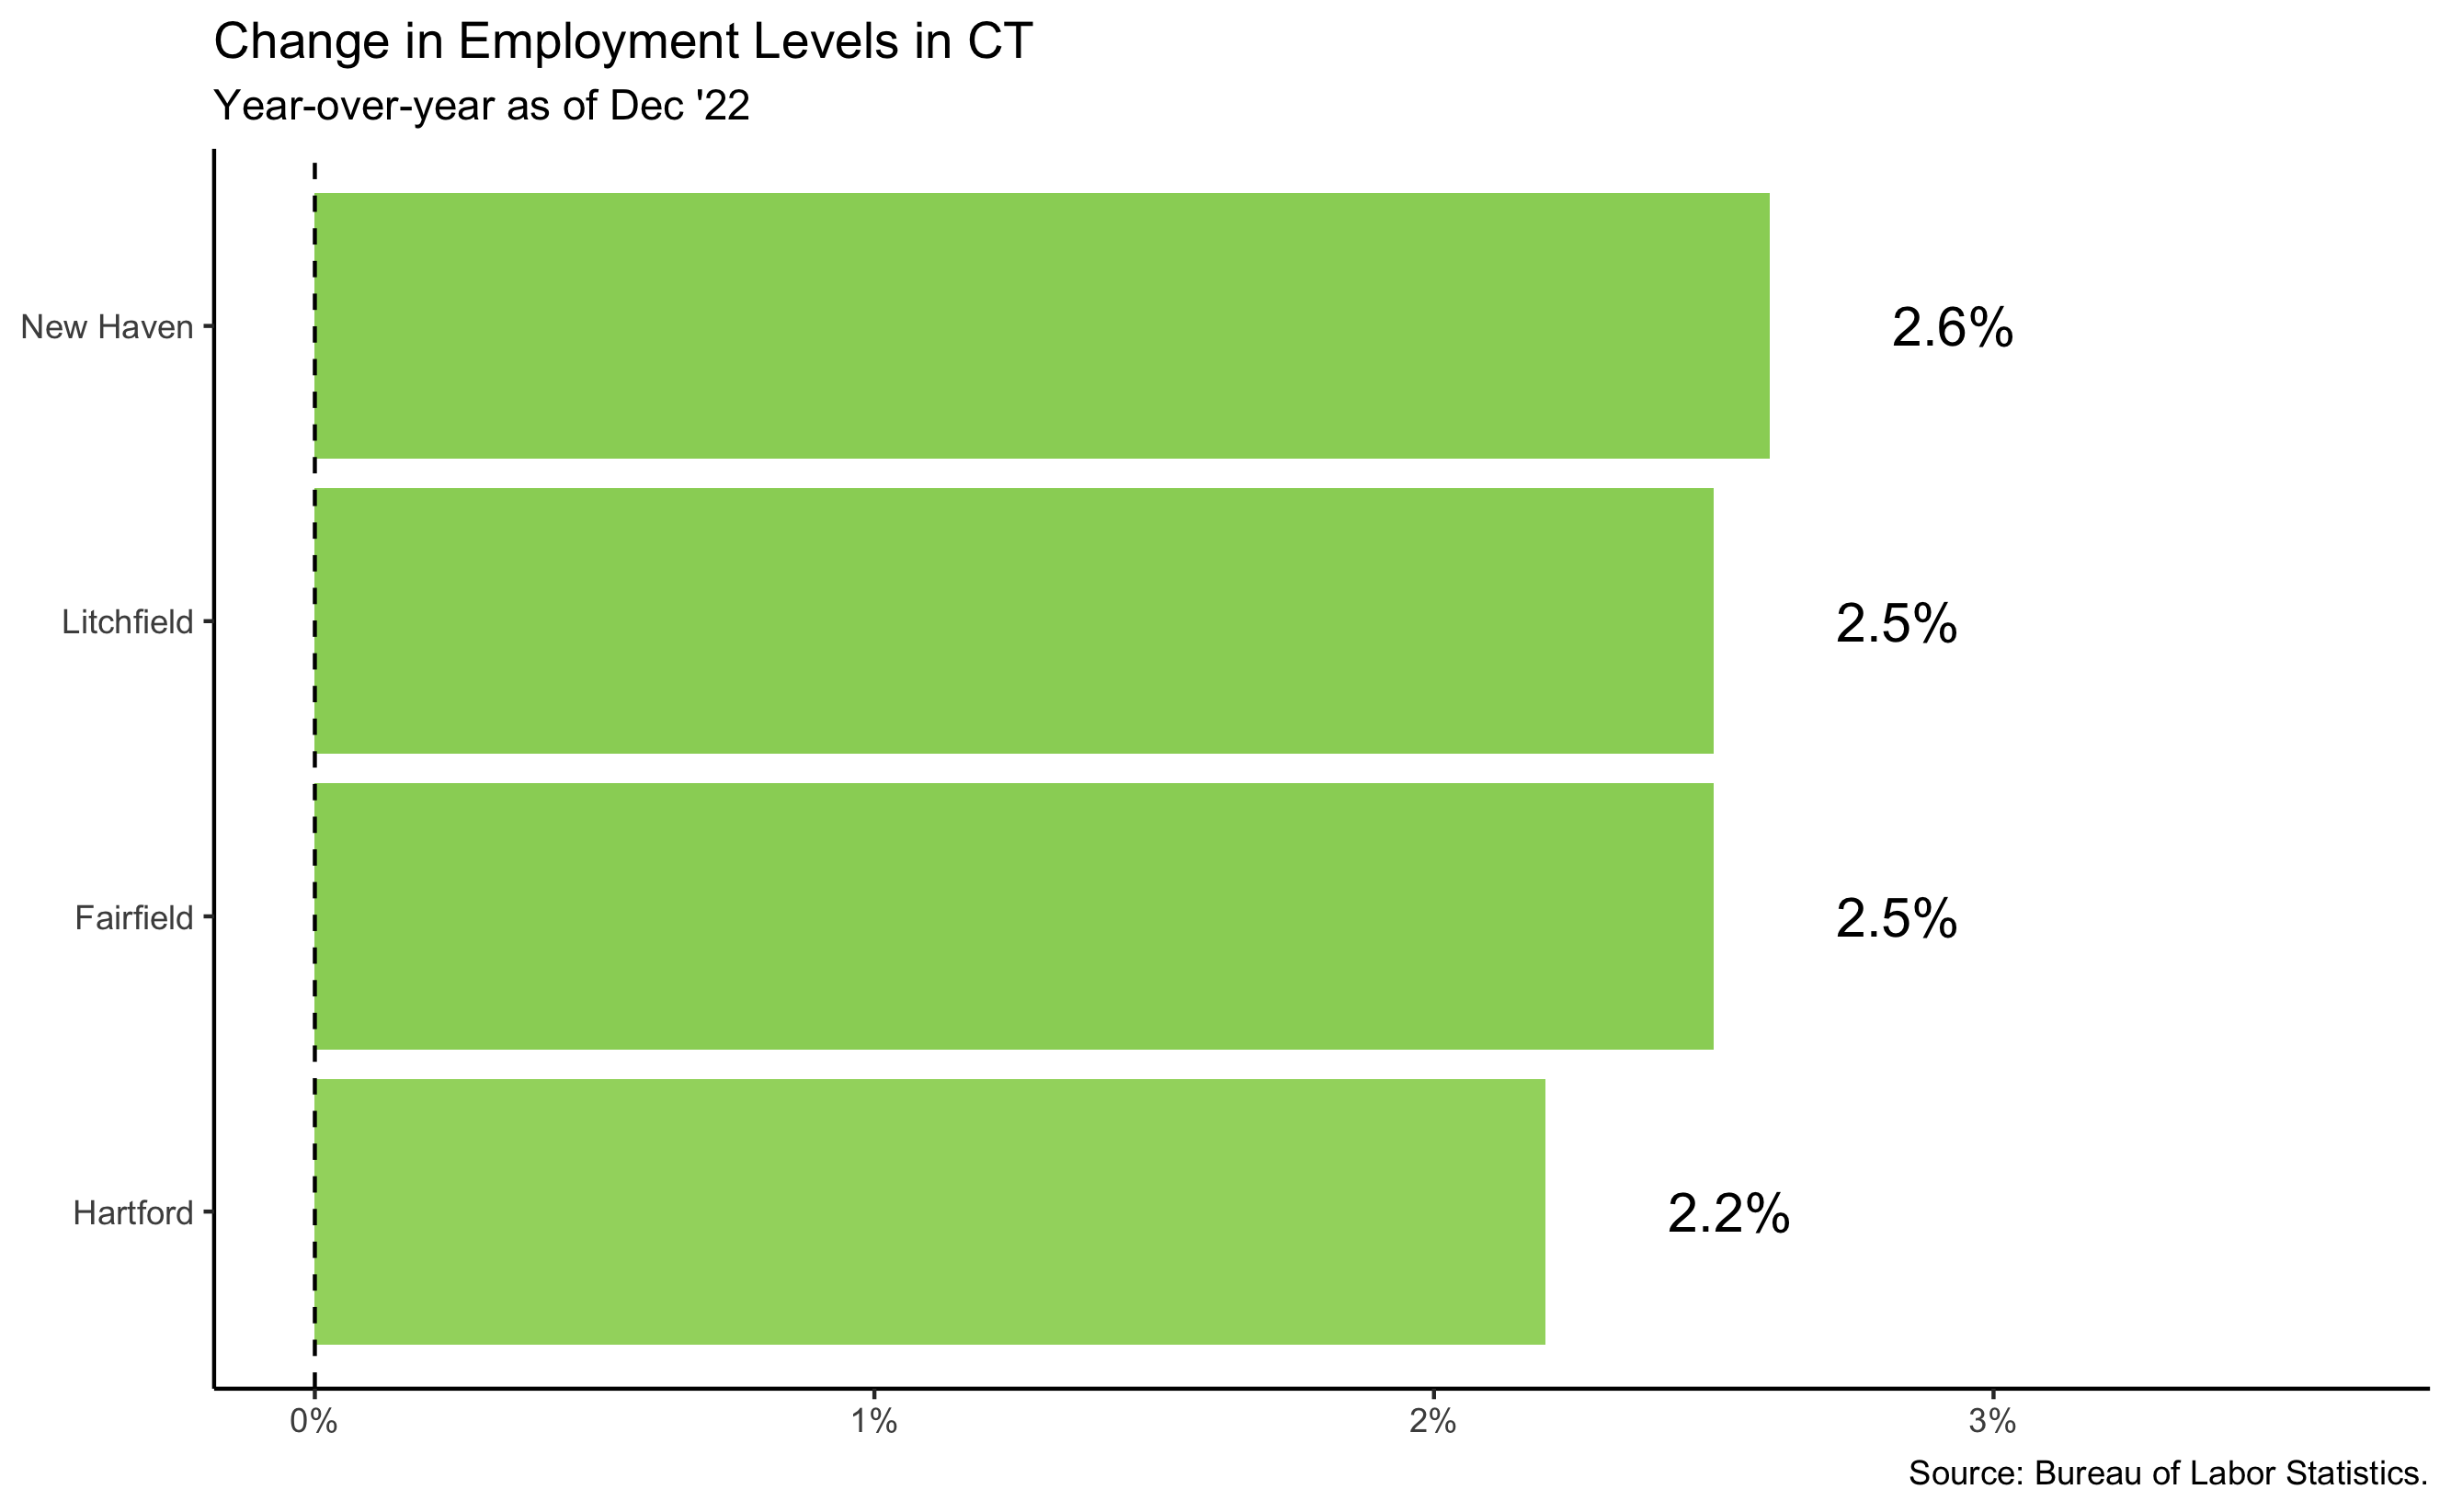 Change in Employment Levels in CT
Year-over-year as of Dec '22
New Haven
2.6%
Litchfield
2.5%
Fairfield
2.5%
Hartford
2.2%
0%
1%
2%
3%
Source: Bureau of Labor Statistics.